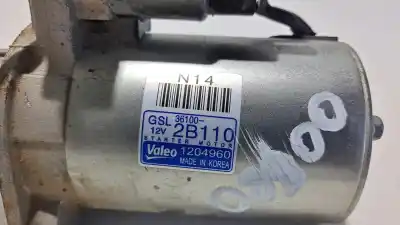 N14
GSL 36100-
12V 2B110
STARTER MOTOR
Valeo 1204960
MADE IN KOREA